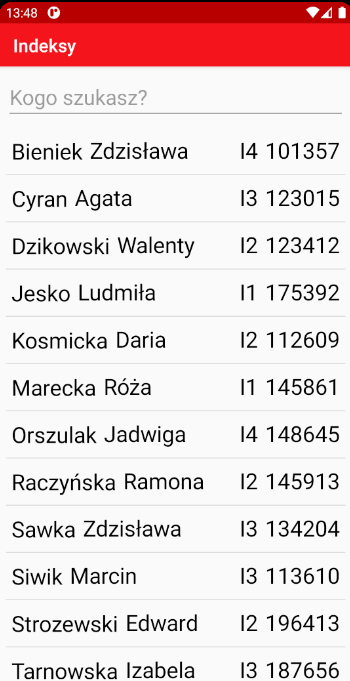 13:48
Indeksy
Kogo szukasz?
Bieniek Zdzisława I4 101357
Cyran Agata I3 123015
Dzikowski Walenty I2 123412
Jesko Ludmiła I1 175392
Kosmicka Daria I2 112609
Marecka Róża I1 145861
Orszulak Jadwiga I4 148645
Raczyńska Ramona I2 145913
Sawka Zdzisława I3 134204
Siwik Marcin I3 113610
Strozewski Edward I2 196413
Tarnowska Izabela I3 187656